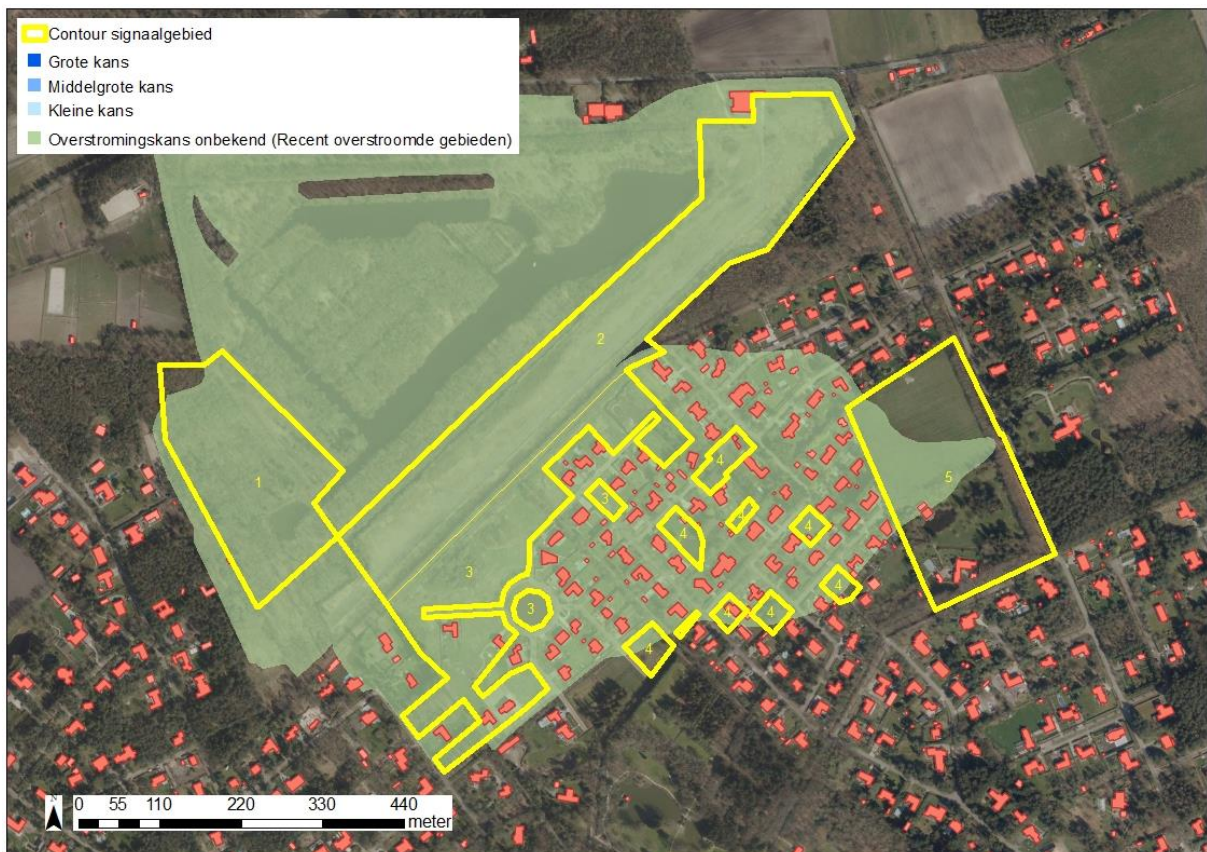 Contour signaalgebied
Grote kans
Middelgrote kans
Kleine kans
Overstromingskans onbekend (Recent overstroomde gebieden)
2
4
1
3
5
4
4
4
3
4
3
4
4
4
N
0 55 110 220 330 440
meter